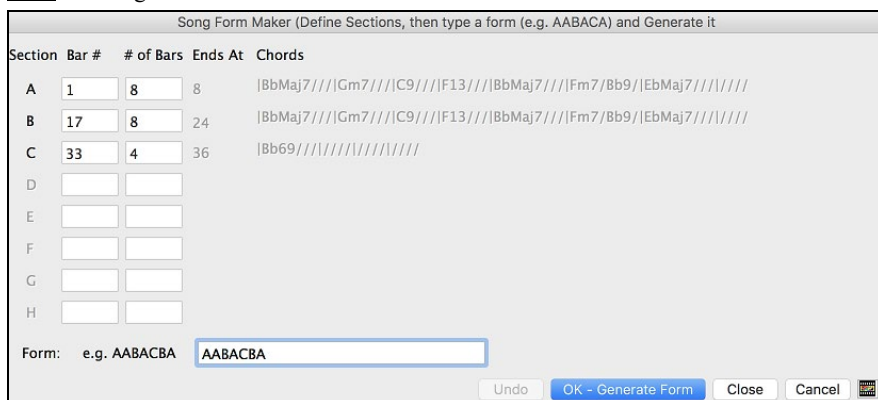 Song Form Maker (Define Sections, then type a form (e.g. AABACA) and Generate it
Section Bar # # of Bars Ends At Chords
A 1 8 8 |BbMaj7///|Gm7///|C9///|F13///|BbMaj7///|Fm7/Bb9/|EbMaj7///|////
B 17 8 24 |BbMaj7///|Gm7///|C9///|F13///|BbMaj7///|Fm7/Bb9/|EbMaj7///|////
C 33 4 36 |Bb69///|////|////|////
D
E
F
G
H
Form: e.g. AABACBA AABACBA
Undo OK - Generate Form Close Cancel